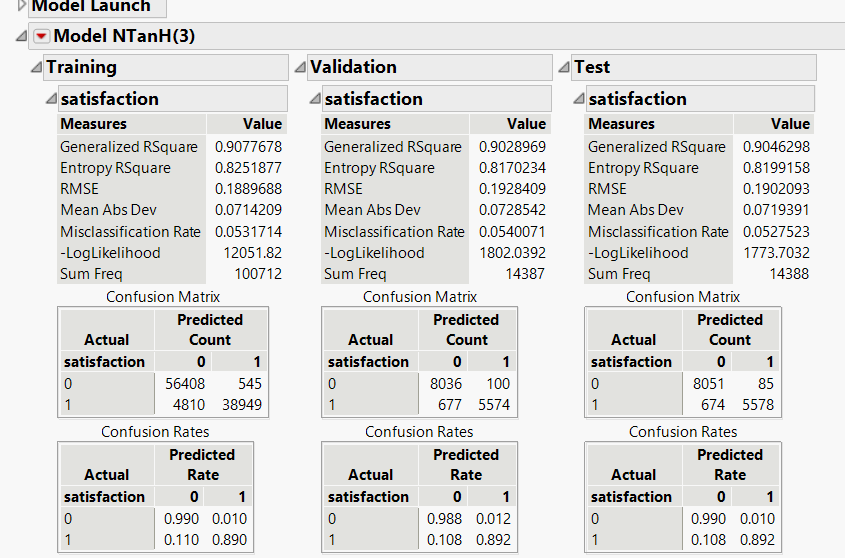 Model Launch
Model NTanH(3)
Training Validation Test
satisfaction satisfaction satisfaction
Measures Value Measures Value Measures Value
Generalized RSquare 0.9077678 Generalized RSquare 0.9028969 Generalized RSquare 0.9046298
Entropy RSquare 0.8251877 Entropy RSquare 0.8170234 Entropy RSquare 0.8199158
RMSE 0.1889688 RMSE 0.1928409 RMSE 0.1902093
Mean Abs Dev 0.0714209 Mean Abs Dev 0.0728542 Mean Abs Dev 0.0719391
Misclassification Rate 0.0531714 Misclassification Rate 0.0540071 Misclassification Rate 0.0527523
-LogLikelihood 12051.82 -LogLikelihood 1802.0392 -LogLikelihood 1773.7032
Sum Freq 100712 Sum Freq 14387 Sum Freq 14388
Confusion Matrix Confusion Matrix Confusion Matrix
Predicted Predicted Predicted
Actual Count Actual Count Actual Count
satisfaction 0 1 satisfaction 0 1 satisfaction 0 1
0 56408 545 0 8036 100 0 8051 85
1 4810 38949 1 677 5574 1 674 5578
Confusion Rates Confusion Rates Confusion Rates
Predicted Predicted Predicted
Actual Rate Actual Rate Actual Rate
satisfaction 0 1 satisfaction 0 1 satisfaction 0 1
0 0.990 0.010 0 0.988 0.012 0 0.990 0.010
1 0.110 0.890 1 0.108 0.892 1 0.108 0.892